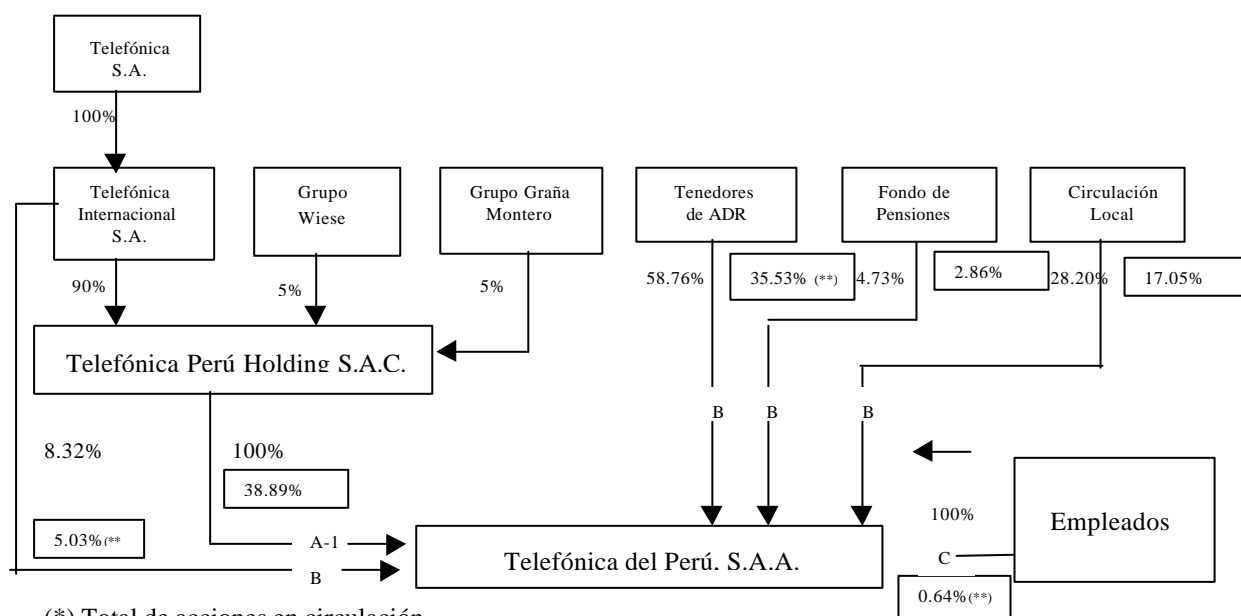 Telefónica
S.A.
100%
Telefónica
Internacional
S.A.
Grupo
Wiese
Grupo Graña
Montero
Tenedores
de ADR
Fondo de
Pensiones
Circulación
Local
90%
5%
5%
58.76%
35.53% (**)
4.73%
2.86%
28.20%
17.05%
Telefónica Perú Holding S.A.C.
B
B
B
8.32%
100%
38.89%
5.03%(**
A-1
B
Telefónica del Perú, S.A.A.
100%
C
Empleados
0.64%(**)
(*) Total de acciones en circulación